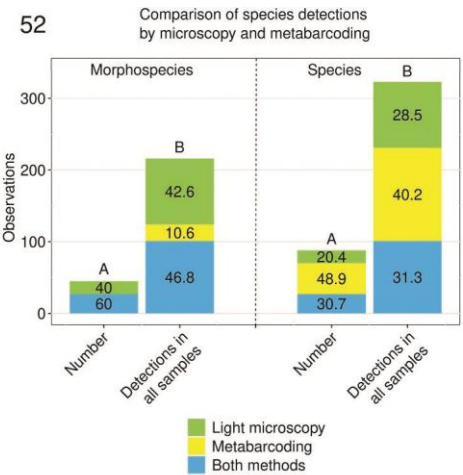 52
Comparison of species detections
by microscopy and metabarcoding
Morphospecies
Species
Observations
300
200
100
0
A
40
60
B
42.6
10.6
46.8
A
20.4
48.9
30.7
B
28.5
40.2
31.3
Number
Detections in
all samples
Number
Detections in
all samples
Light microscopy
Metabarcoding
Both methods